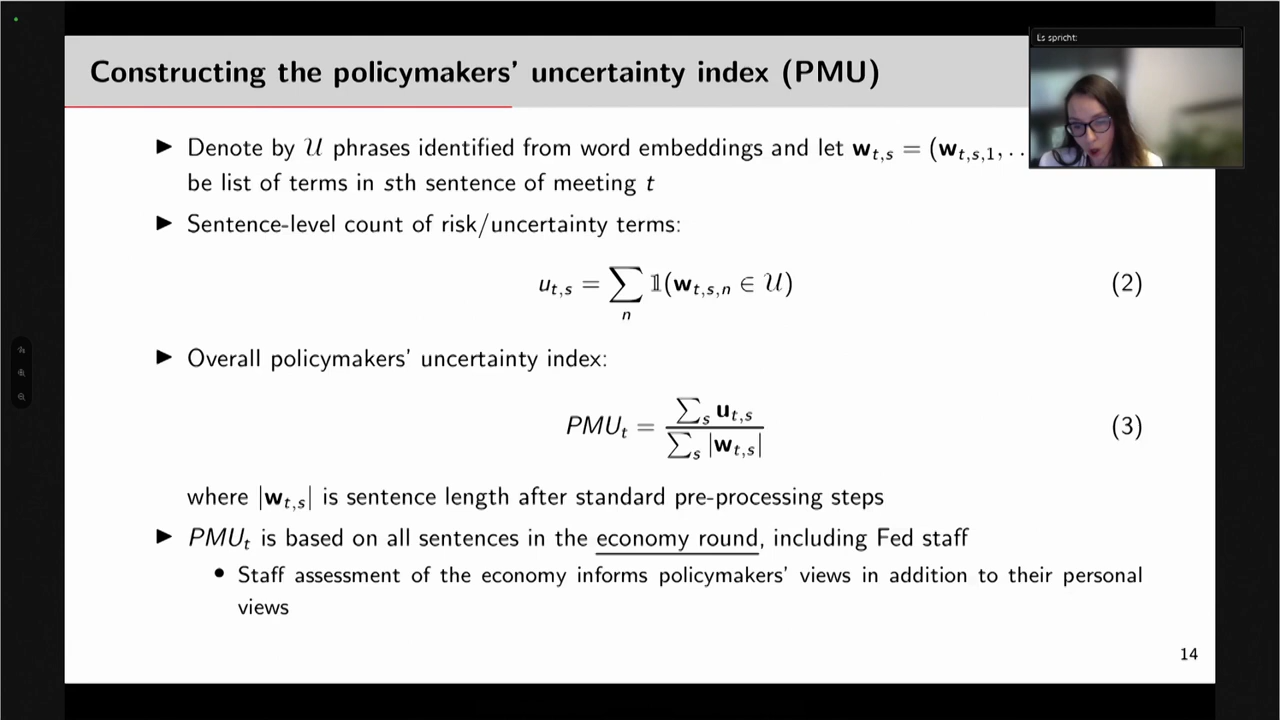 Constructing the policymakers' uncertainty index (PMU)
Es spricht:
▶ Denote by 𝒰 phrases identified from word embeddings and let w_{t,s} = (w_{t,s,1}, . .
be list of terms in sth sentence of meeting t
▶ Sentence-level count of risk/uncertainty terms:
u_{t,s} = ∑_n 𝟙(w_{t,s,n} ∈ 𝒰) (2)
▶ Overall policymakers' uncertainty index:
PMU_t = ∑_s u_{t,s} / ∑_s |w_{t,s}| (3)
where |w_{t,s}| is sentence length after standard pre-processing steps
▶ PMU_t is based on all sentences in the economy round, including Fed staff
• Staff assessment of the economy informs policymakers' views in addition to their personal
views
14